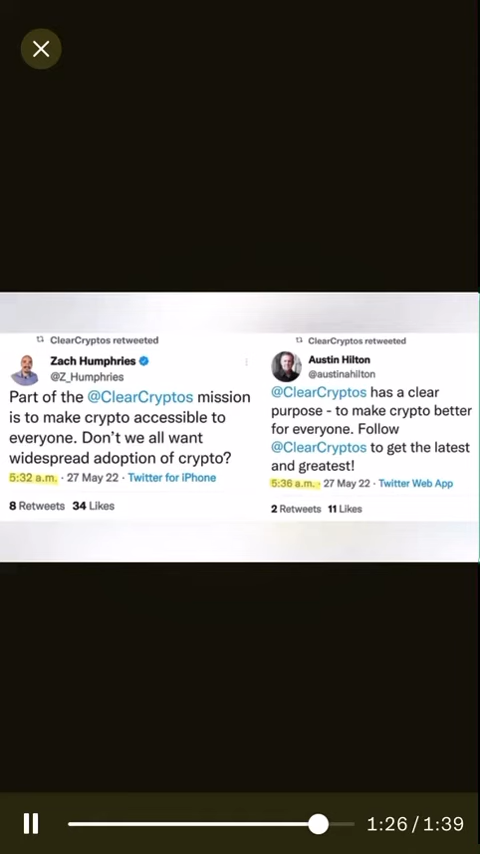 ClearCryptos retweeted
Zach Humphries
@Z_Humphries
Part of the @ClearCryptos mission
is to make crypto accessible to
everyone. Don't we all want
widespread adoption of crypto?
5:32 a.m. · 27 May 22 · Twitter for iPhone
8 Retweets 34 Likes
ClearCryptos retweeted
Austin Hilton
@austinahilton
@ClearCryptos has a clear
purpose - to make crypto better
for everyone. Follow
@ClearCryptos to get the latest
and greatest!
5:36 a.m. · 27 May 22 · Twitter Web App
2 Retweets 11 Likes
1:26/1:39